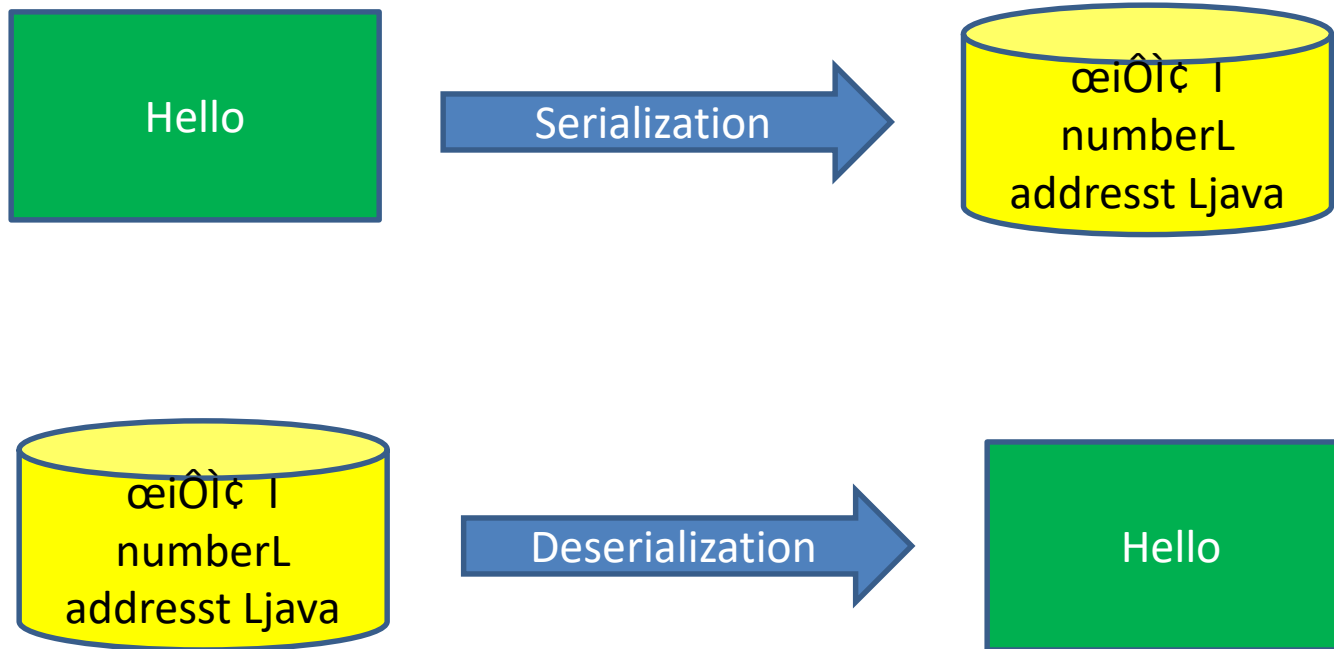 Hello
Serialization
œiÔÌ¢ I
numberL
addresst Ljava
œiÔÌ¢ I
numberL
addresst Ljava
Deserialization
Hello